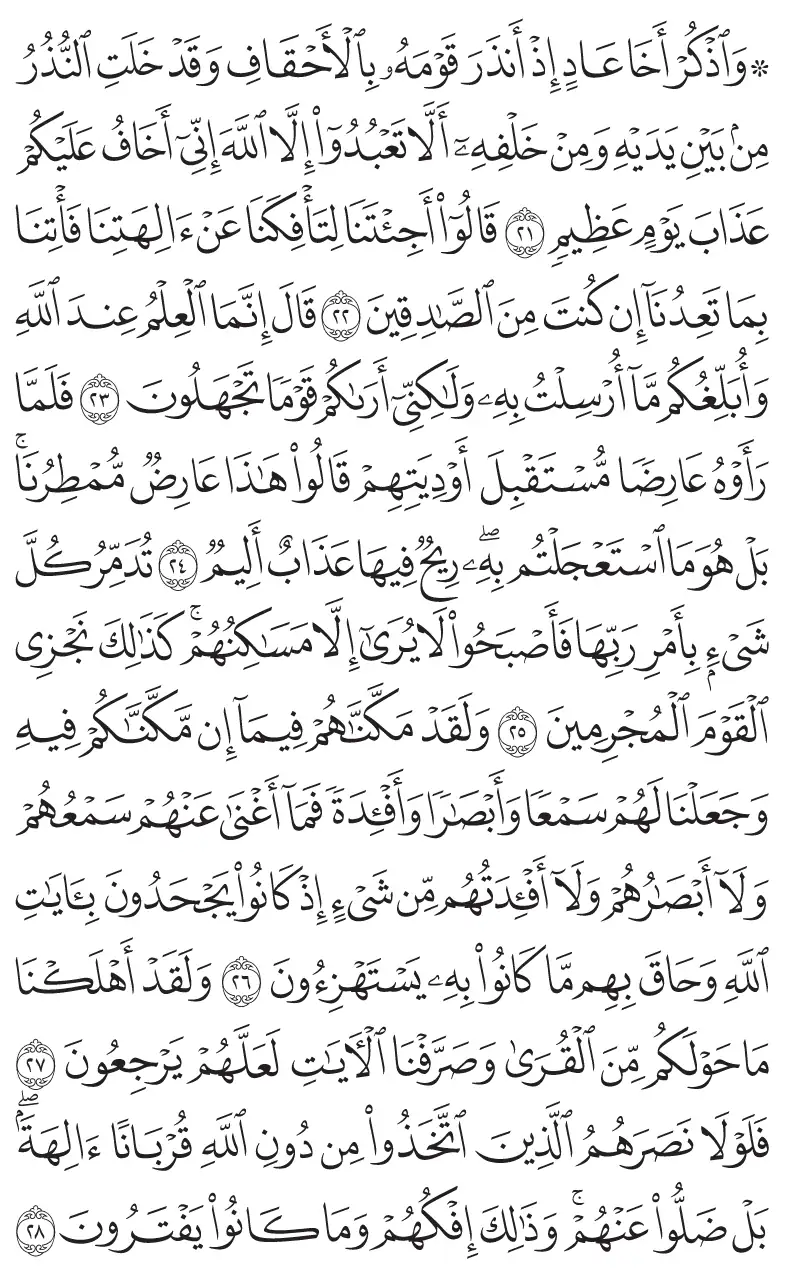 ۞ وَٱذۡكُرۡ أَخَا عَادٍ إِذۡ أَنذَرَ قَوۡمَهُۥ بِٱلۡأَحۡقَافِ وَقَدۡ خَلَتِ ٱلنُّذُرُ
مِنۢ بَيۡنِ يَدَيۡهِ وَمِنۡ خَلۡفِهِۦٓ أَلَّا تَعۡبُدُوٓاْ إِلَّا ٱللَّهَ إِنِّيٓ أَخَافُ عَلَيۡكُمۡ
عَذَابَ يَوۡمٍ عَظِيمٖ ٢١ قَالُوٓاْ أَجِئۡتَنَا لِتَأۡفِكَنَا عَنۡ ءَالِهَتِنَا فَأۡتِنَا
بِمَا تَعِدُنَآ إِن كُنتَ مِنَ ٱلصَّٰدِقِينَ ٢٢ قَالَ إِنَّمَا ٱلۡعِلۡمُ عِندَ ٱللَّهِ
وَأُبَلِّغُكُم مَّآ أُرۡسِلۡتُ بِهِۦ وَلَٰكِنِّيٓ أَرَىٰكُمۡ قَوۡمٗا تَجۡهَلُونَ ٢٣ فَلَمَّا
رَأَوۡهُ عَارِضٗا مُّسۡتَقۡبِلَ أَوۡدِيَتِهِمۡ قَالُواْ هَٰذَا عَارِضٞ مُّمۡطِرُنَاۚ
بَلۡ هُوَ مَا ٱسۡتَعۡجَلۡتُم بِهِۦۖ رِيحٞ فِيهَا عَذَابٌ أَلِيمٞ ٢٤ تُدَمِّرُ كُلَّ
شَيۡءِۭ بِأَمۡرِ رَبِّهَا فَأَصۡبَحُواْ لَا يُرَىٰٓ إِلَّا مَسَٰكِنُهُمۡۚ كَذَٰلِكَ نَجۡزِي
ٱلۡقَوۡمَ ٱلۡمُجۡرِمِينَ ٢٥ وَلَقَدۡ مَكَّنَّٰهُمۡ فِيمَآ إِن مَّكَّنَّٰكُمۡ فِيهِ
وَجَعَلۡنَا لَهُمۡ سَمۡعٗا وَأَبۡصَٰرٗا وَأَفۡـِٔدَةٗ فَمَآ أَغۡنَىٰ عَنۡهُمۡ سَمۡعُهُمۡ
وَلَآ أَبۡصَٰرُهُمۡ وَلَآ أَفۡـِٔدَتُهُم مِّن شَيۡءٍ إِذۡ كَانُواْ يَجۡحَدُونَ بِـَٔايَٰتِ
ٱللَّهِ وَحَاقَ بِهِم مَّا كَانُواْ بِهِۦ يَسۡتَهۡزِءُونَ ٢٦ وَلَقَدۡ أَهۡلَكۡنَا
مَا حَوۡلَكُم مِّنَ ٱلۡقُرَىٰ وَصَرَّفۡنَا ٱلۡأٓيَٰتِ لَعَلَّهُمۡ يَرۡجِعُونَ ٢٧
فَلَوۡلَا نَصَرَهُمُ ٱلَّذِينَ ٱتَّخَذُواْ مِن دُونِ ٱللَّهِ قُرۡبَانًا ءَالِهَةَۢۖ
بَلۡ ضَلُّواْ عَنۡهُمۡۚ وَذَٰلِكَ إِفۡكُهُمۡ وَمَا كَانُواْ يَفۡتَرُونَ ٢٨